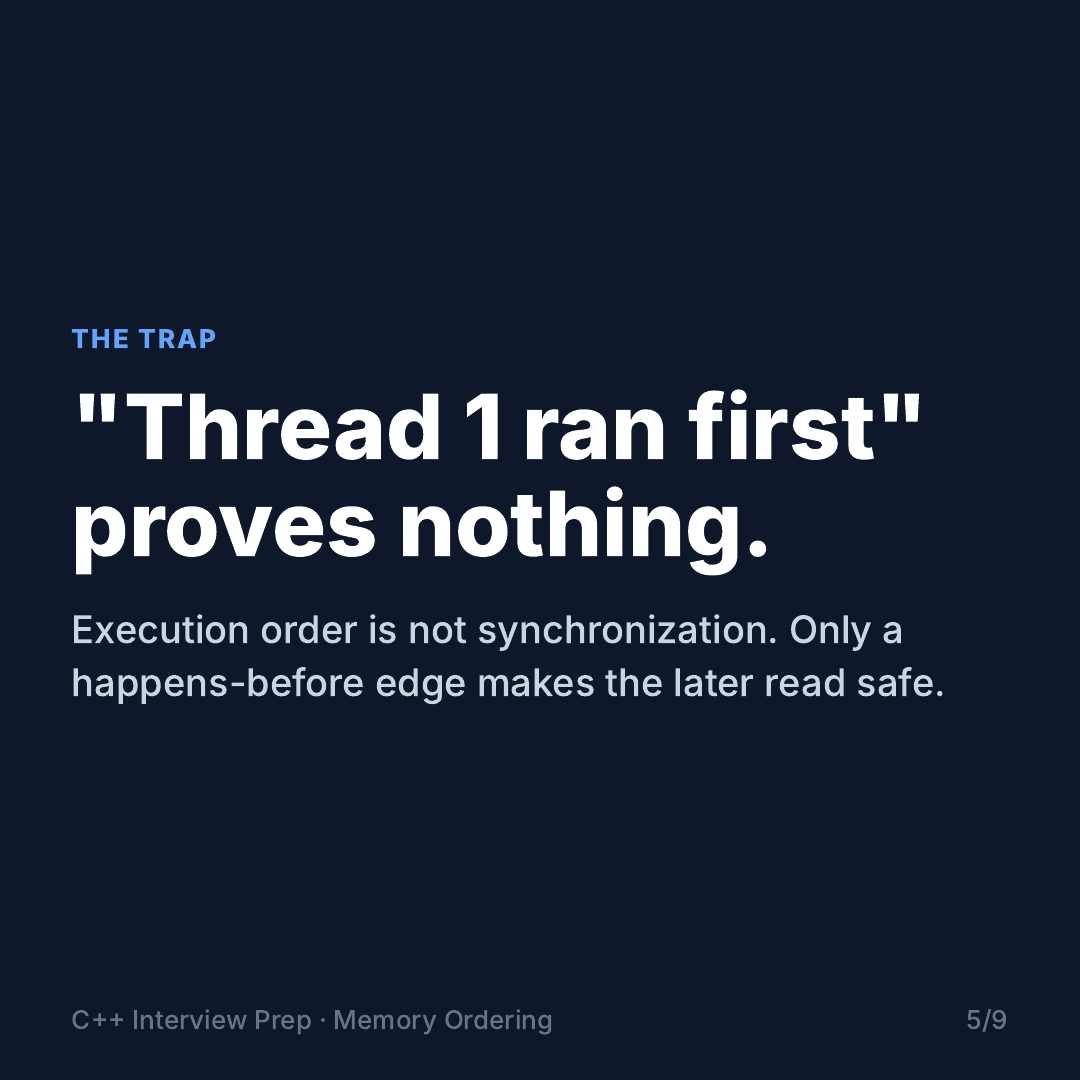 THE TRAP
"Thread 1 ran first"
proves nothing.
Execution order is not synchronization. Only a
happens-before edge makes the later read safe.
C++ Interview Prep · Memory Ordering
5/9